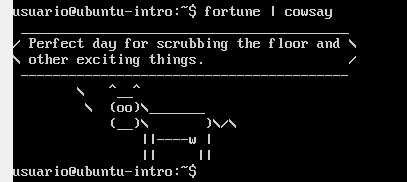 usuario@ubuntu-intro:~$ fortune | cowsay
 _________________________________________
/ Perfect day for scrubbing the floor and \
\ other exciting things.                  /
 -----------------------------------------
        \   ^__^
         \  (oo)\_______
            (__)\       )\/\
                ||----w |
                ||     ||
usuario@ubuntu-intro:~$